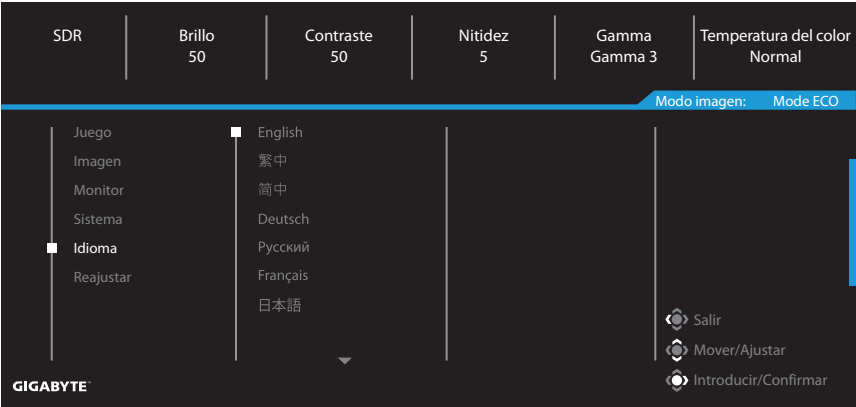 SDR
Brillo
50
Contraste
50
Nitidez
5
Gamma
Gamma 3
Temperatura del color
Normal
Modo imagen: Mode ECO
Juego
Imagen
Monitor
Sistema
Idioma
Reajustar
English
繁中
简中
Deutsch
Русский
Français
日本語
Salir
Mover/Ajustar
Introducir/Confirmar
GIGABYTE™